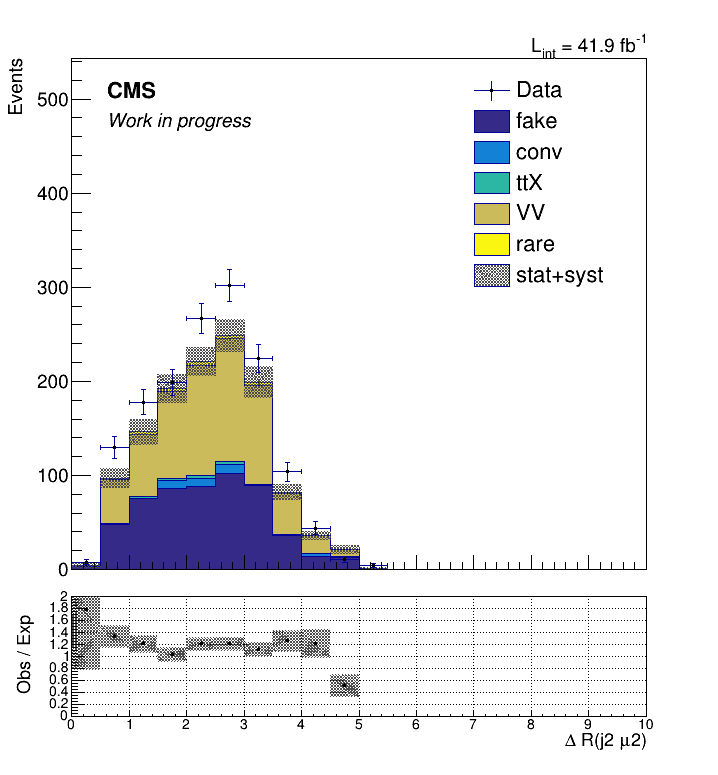 L_int = 41.9 fb^-1
Events
CMS
Work in progress
Data
fake
conv
ttX
VV
rare
stat+syst
500
400
300
200
100
0
Obs / Exp
2
1.8
1.6
1.4
1.2
1
0.8
0.6
0.4
0.2
0
0 1 2 3 4 5 6 7 8 9 10
Δ R(j2 μ2)